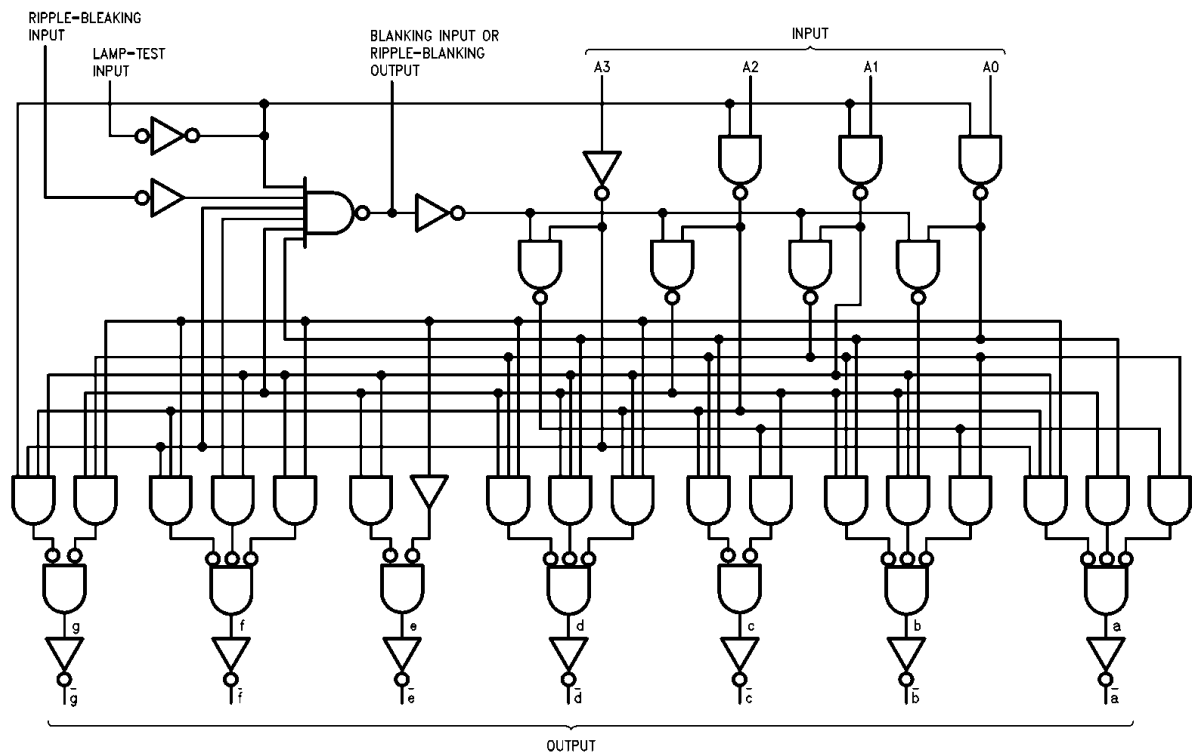 RIPPLE-BLEAKING
INPUT
LAMP-TEST
INPUT
BLANKING INPUT OR
RIPPLE-BLANKING
OUTPUT
INPUT
A3 A2 A1 A0
g f e d c b a
g̅ f̅ e̅ d̅ c̅ b̅ a̅
OUTPUT